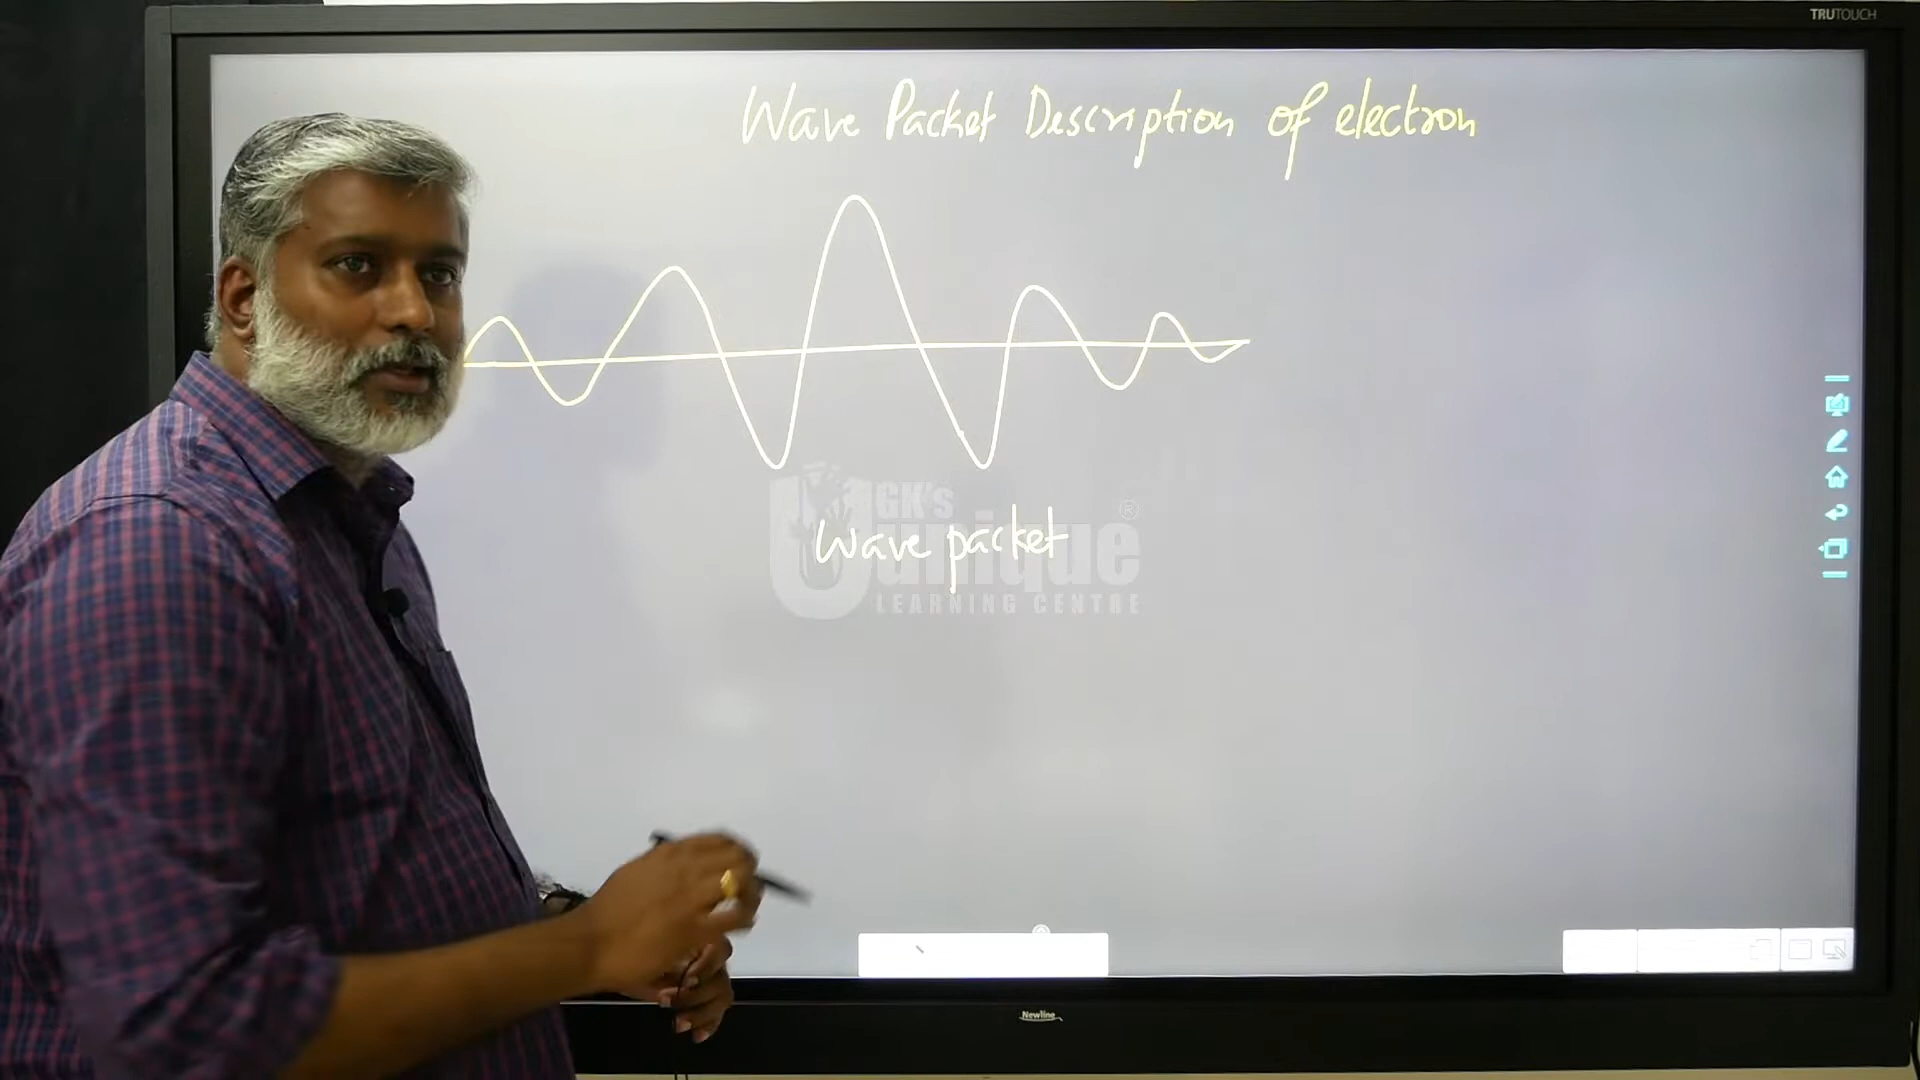 TRUTOUCH
Wave Packet Description of electron
GK's
unique
®
LEARNING CENTRE
wave packet
Newline